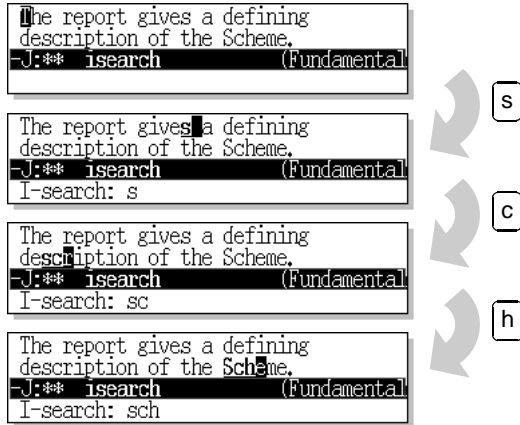 The report gives a defining
description of the Scheme.
-J:** isearch (Fundamental
s
The report gives a defining
description of the Scheme.
-J:** isearch (Fundamental
I-search: s
c
The report gives a defining
description of the Scheme.
-J:** isearch (Fundamental
I-search: sc
h
The report gives a defining
description of the Scheme.
-J:** isearch (Fundamental
I-search: sch